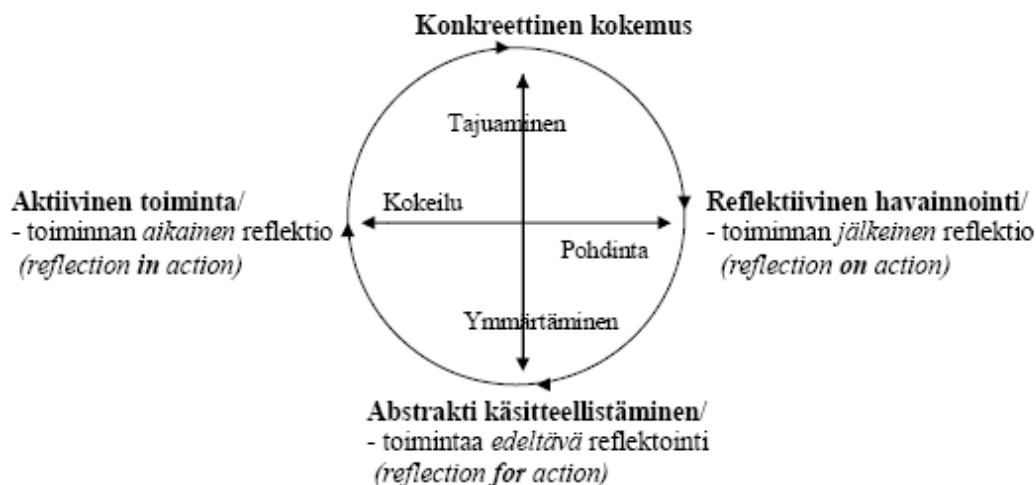 Konkreettinen kokemus
Tajuaminen
Aktiivinen toiminta/
- toiminnan aikainen reflektio
(reflection in action)
Kokeilu
Pohdinta
Reflektiivinen havainnointi/
- toiminnan jälkeinen reflektio
(reflection on action)
Ymmärtäminen
Abstrakti käsitteellistäminen/
- toimintaa edeltävä reflektointi
(reflection for action)